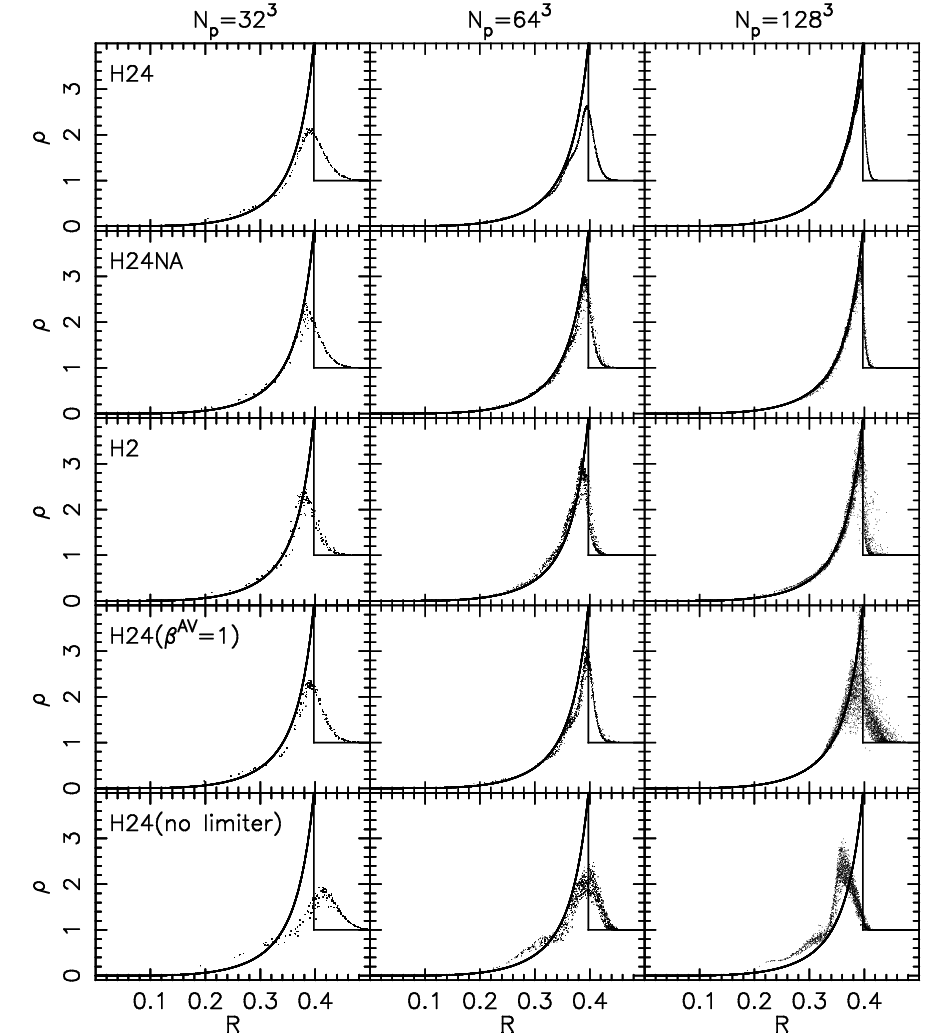 N_p=32^3 N_p=64^3 N_p=128^3
H24
3
ρ 2
1
0
H24NA
3
ρ 2
1
0
H2
3
ρ 2
1
0
H24(β^AV=1)
3
ρ 2
1
0
H24(no limiter)
3
ρ 2
1
0
0.1 0.2 0.3 0.4 0.1 0.2 0.3 0.4 0.1 0.2 0.3 0.4
R R R